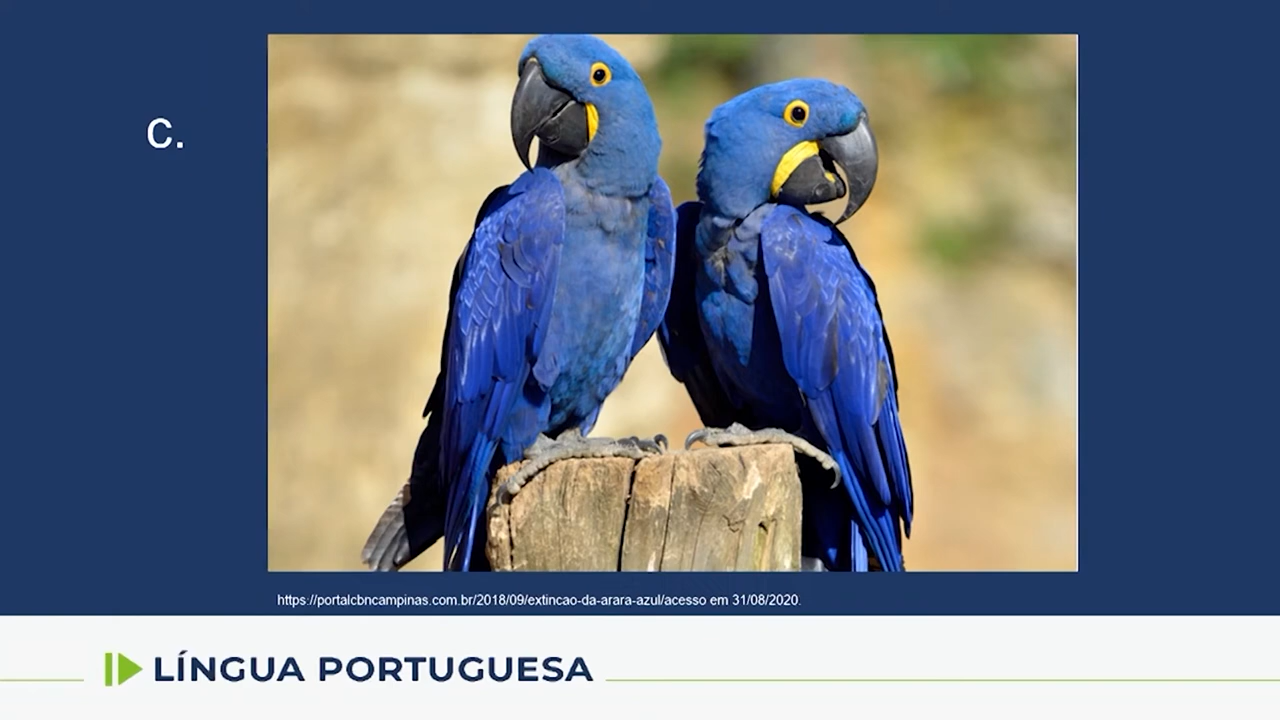 C.
https://portalcbncampinas.com.br/2018/09/extincao-da-arara-azul/acesso em 31/08/2020.
LÍNGUA PORTUGUESA